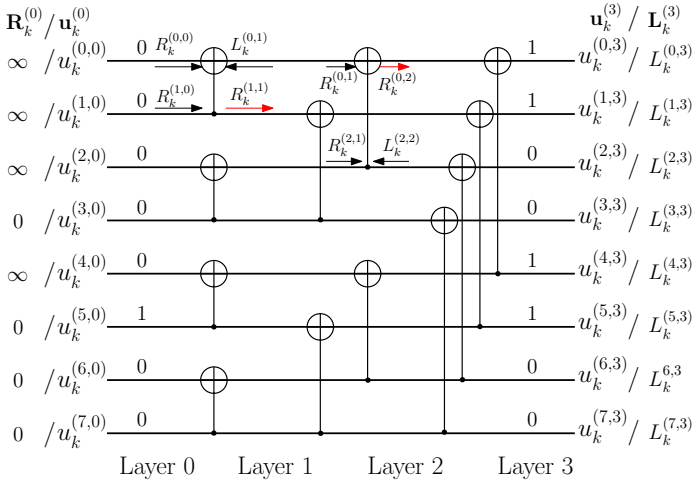 R_k^{(0)} / u_k^{(0)} u_k^{(3)} / L_k^{(3)}
∞ / u_k^{(0,0)} 0 R_k^{(0,0)} L_k^{(0,1)} R_k^{(0,1)} R_k^{(0,2)} 1 u_k^{(0,3)} / L_k^{(0,3)}
∞ / u_k^{(1,0)} 0 R_k^{(1,0)} R_k^{(1,1)} 1 u_k^{(1,3)} / L_k^{(1,3)}
∞ / u_k^{(2,0)} 0 R_k^{(2,1)} L_k^{(2,2)} 0 u_k^{(2,3)} / L_k^{(2,3)}
0 / u_k^{(3,0)} 0 0 u_k^{(3,3)} / L_k^{(3,3)}
∞ / u_k^{(4,0)} 0 1 u_k^{(4,3)} / L_k^{(4,3)}
0 / u_k^{(5,0)} 1 1 u_k^{(5,3)} / L_k^{(5,3)}
0 / u_k^{(6,0)} 0 0 u_k^{(6,3)} / L_k^{6,3}
0 / u_k^{(7,0)} 0 0 u_k^{(7,3)} / L_k^{(7,3)}
Layer 0 Layer 1 Layer 2 Layer 3